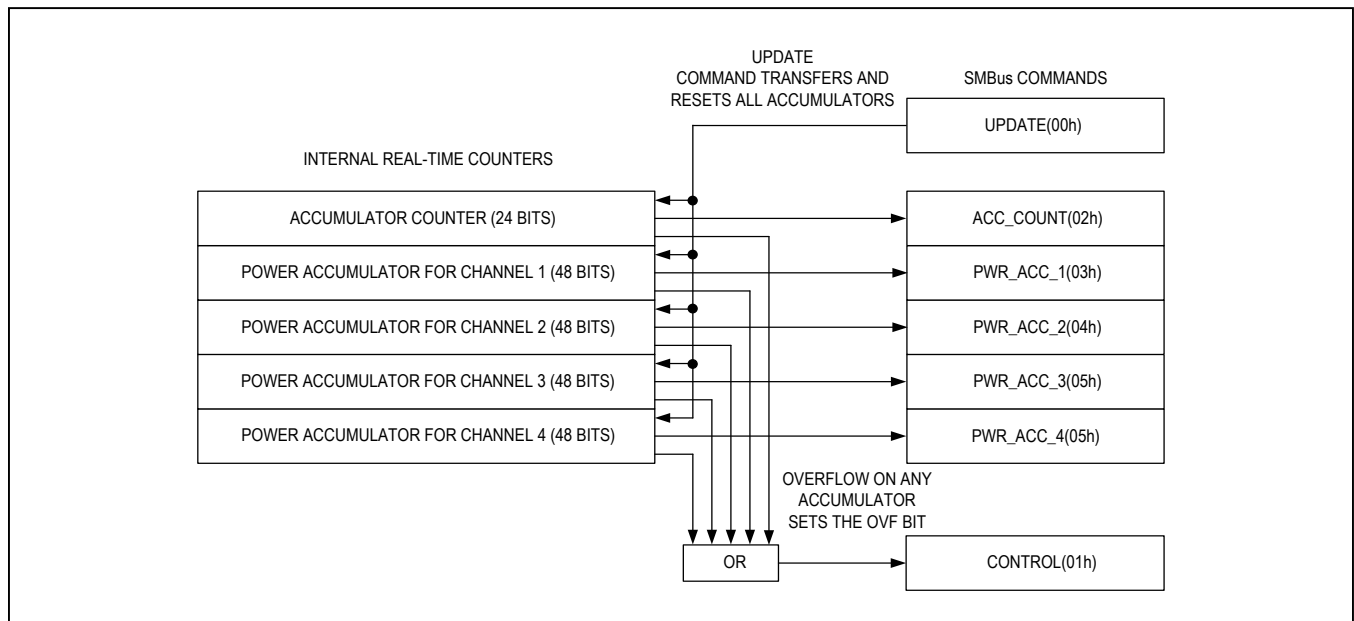 UPDATE
COMMAND TRANSFERS AND
RESETS ALL ACCUMULATORS
SMBus COMMANDS
UPDATE(00h)
INTERNAL REAL-TIME COUNTERS
ACCUMULATOR COUNTER (24 BITS)
ACC_COUNT(02h)
POWER ACCUMULATOR FOR CHANNEL 1 (48 BITS)
PWR_ACC_1(03h)
POWER ACCUMULATOR FOR CHANNEL 2 (48 BITS)
PWR_ACC_2(04h)
POWER ACCUMULATOR FOR CHANNEL 3 (48 BITS)
PWR_ACC_3(05h)
POWER ACCUMULATOR FOR CHANNEL 4 (48 BITS)
PWR_ACC_4(05h)
OVERFLOW ON ANY
ACCUMULATOR
SETS THE OVF BIT
OR
CONTROL(01h)